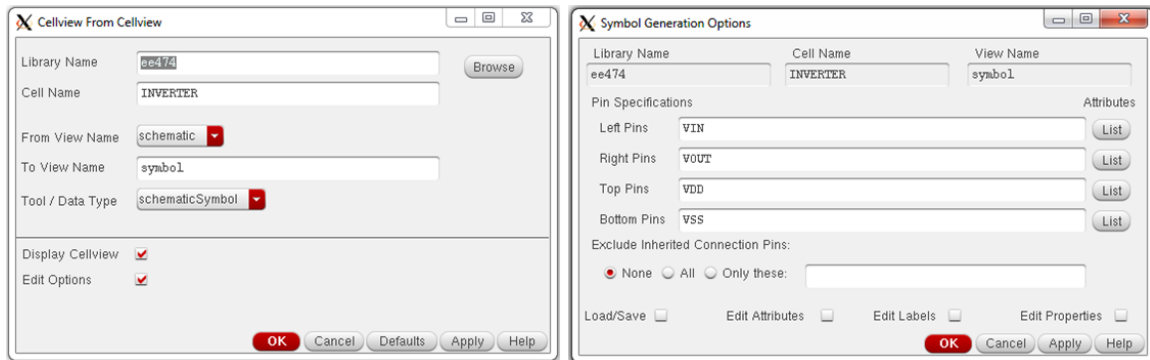 Cellview From Cellview
Library Name ee474 Browse
Cell Name INVERTER
From View Name schematic
To View Name symbol
Tool / Data Type schematicSymbol
Display Cellview
Edit Options
OK Cancel Defaults Apply Help
Symbol Generation Options
Library Name Cell Name View Name
ee474 INVERTER symbol
Pin Specifications Attributes
Left Pins VIN List
Right Pins VOUT List
Top Pins VDD List
Bottom Pins VSS List
Exclude Inherited Connection Pins:
None All Only these:
Load/Save Edit Attributes Edit Labels Edit Properties
OK Cancel Apply Help